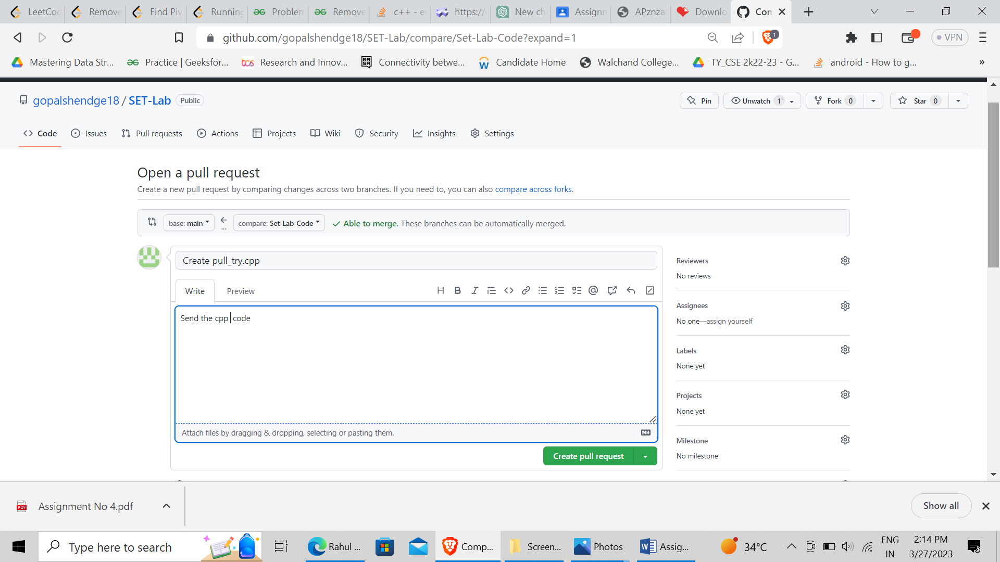 LeetCoc Remove Find Piv Running Problem Remove c++ - er https:// New ch Assignm APznza Downlo Con
github.com/gopalshendge18/SET-Lab/compare/Set-Lab-Code?expand=1 1 VPN
Mastering Data Str... Practice | Geeksfor... tcs Research and Innov... Connectivity betwe... Candidate Home Walchand College... TY_CSE 2k22-23 - G... android - How to g... »
gopalshendge18 / SET-Lab Public Pin Unwatch 1 Fork 0 Star 0
Code Issues Pull requests Actions Projects Wiki Security Insights Settings
Open a pull request
Create a new pull request by comparing changes across two branches. If you need to, you can also compare across forks.
base: main compare: Set-Lab-Code Able to merge. These branches can be automatically merged.
Create pull_try.cpp
Write Preview
Send the cpp code
Attach files by dragging & dropping, selecting or pasting them.
Create pull request
Reviewers
No reviews
Assignees
No one—assign yourself
Labels
None yet
Projects
None yet
Milestone
No milestone
PDF Assignment No 4.pdf Show all
Type here to search Rahul ... Comp... Screen... Photos Assig... 34°C ENG IN 2:14 PM 3/27/2023